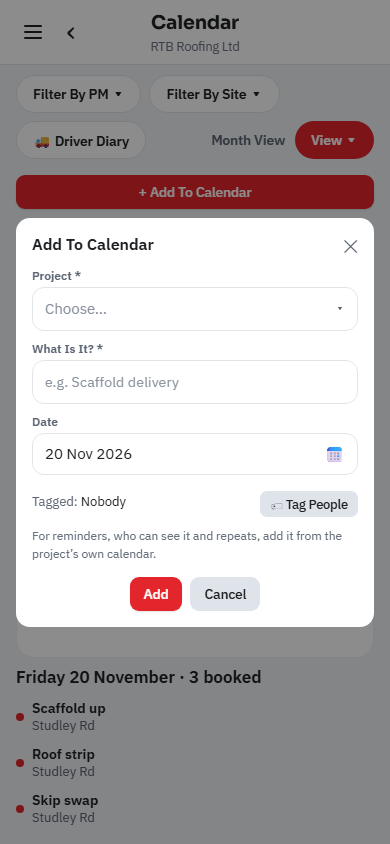 Calendar
RTB Roofing Ltd
Filter By PM
Filter By Site
🚚 Driver Diary
Month View
View
+ Add To Calendar
Add To Calendar
Project *
Choose...
What Is It? *
e.g. Scaffold delivery
Date
20 Nov 2026
Tagged: Nobody
Tag People
For reminders, who can see it and repeats, add it from the
project's own calendar.
Add
Cancel
Friday 20 November · 3 booked
Scaffold up
Studley Rd
Roof strip
Studley Rd
Skip swap
Studley Rd